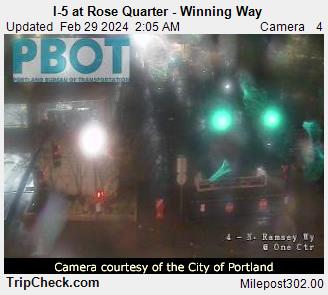 I-5 at Rose Quarter - Winning Way
Updated Feb 29 2024 2:05 AM Camera 4
PBOT
PORTLAND BUREAU OF TRANSPORTATION
4 - N. Ramsey Wy
@ One Ctr
Camera courtesy of the City of Portland
TripCheck.com Milepost302.00